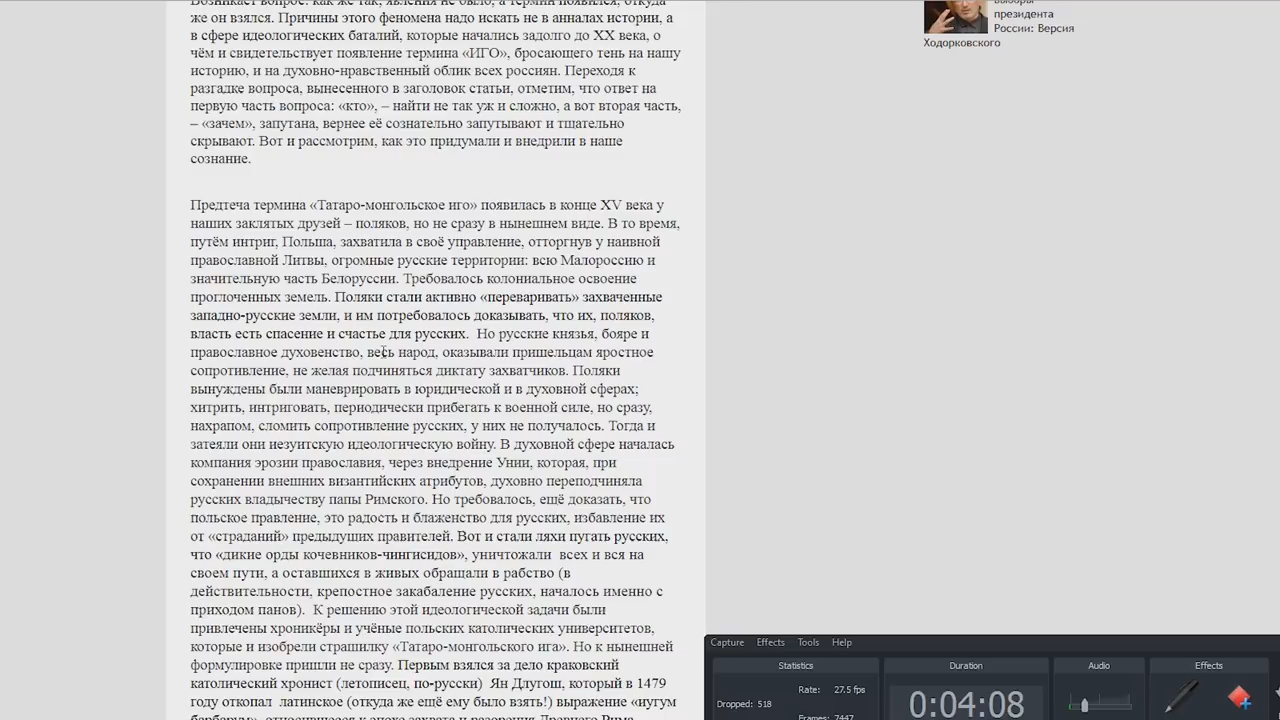 Возникает вопрос: как же так, явления не было, а термин появился, откуда
же он взялся. Причины этого феномена надо искать не в анналах истории, а
в сфере идеологических баталий, которые начались задолго до XX века, о
чём и свидетельствует появление термина «ИГО», бросающего тень на нашу
историю, и на духовно-нравственный облик всех россиян. Переходя к
разгадке вопроса, вынесенного в заголовок статьи, отметим, что ответ на
первую часть вопроса: «кто», – найти не так уж и сложно, а вот вторая часть,
– «зачем», запутана, вернее её сознательно запутывают и тщательно
скрывают. Вот и рассмотрим, как это придумали и внедрили в наше
сознание.
Предтеча термина «Татаро-монгольское иго» появилась в конце XV века у
наших заклятых друзей – поляков, но не сразу в нынешнем виде. В то время,
путём интриг, Польша, захватила в своё управление, отторгнув у наивной
православной Литвы, огромные русские территории: всю Малороссию и
значительную часть Белоруссии. Требовалось колониальное освоение
проглоченных земель. Поляки стали активно «переваривать» захваченные
западно-русские земли, и им потребовалось доказывать, что их, поляков,
власть есть спасение и счастье для русских.  Но русские князья, бояре и
православное духовенство, весь народ, оказывали пришельцам яростное
сопротивление, не желая подчиняться диктату захватчиков. Поляки
вынуждены были маневрировать в юридической и в духовной сферах;
хитрить, интриговать, периодически прибегать к военной силе, но сразу,
нахрапом, сломить сопротивление русских, у них не получалось. Тогда и
затеяли они иезуитскую идеологическую войну. В духовной сфере началась
компания эрозии православия, через внедрение Унии, которая, при
сохранении внешних византийских атрибутов, духовно переподчиняла
русских владычеству папы Римского. Но требовалось, ещё доказать, что
польское правление, это радость и блаженство для русских, избавление их
от «страданий» предыдущих правителей. Вот и стали ляхи пугать русских,
что «дикие орды кочевников-чингисидов», уничтожали  всех и вся на
своем пути, а оставшихся в живых обращали в рабство (в
действительности, крепостное закабаление русских, началось именно с
приходом панов).  К решению этой идеологической задачи были
привлечены хроникёры и учёные польских католических университетов,
которые и изобрели страшилку «Татаро-монгольского ига». Но к нынешней
формулировке пришли не сразу. Первым взялся за дело краковский
католический хронист (летописец, по-русски)  Ян Длугош, который в 1479
году откопал  латинское (откуда же ещё ему было взять!) выражение «иугум
барбарум», относившееся к эпохе захвата и разорения Древнего Рима
выборы
президента
России: Версия
Ходорковского
Capture Effects Tools Help
Statistics Duration Audio Effects
Rate: 27.5 fps
Dropped: 518
Frames: 7447
0:04:08